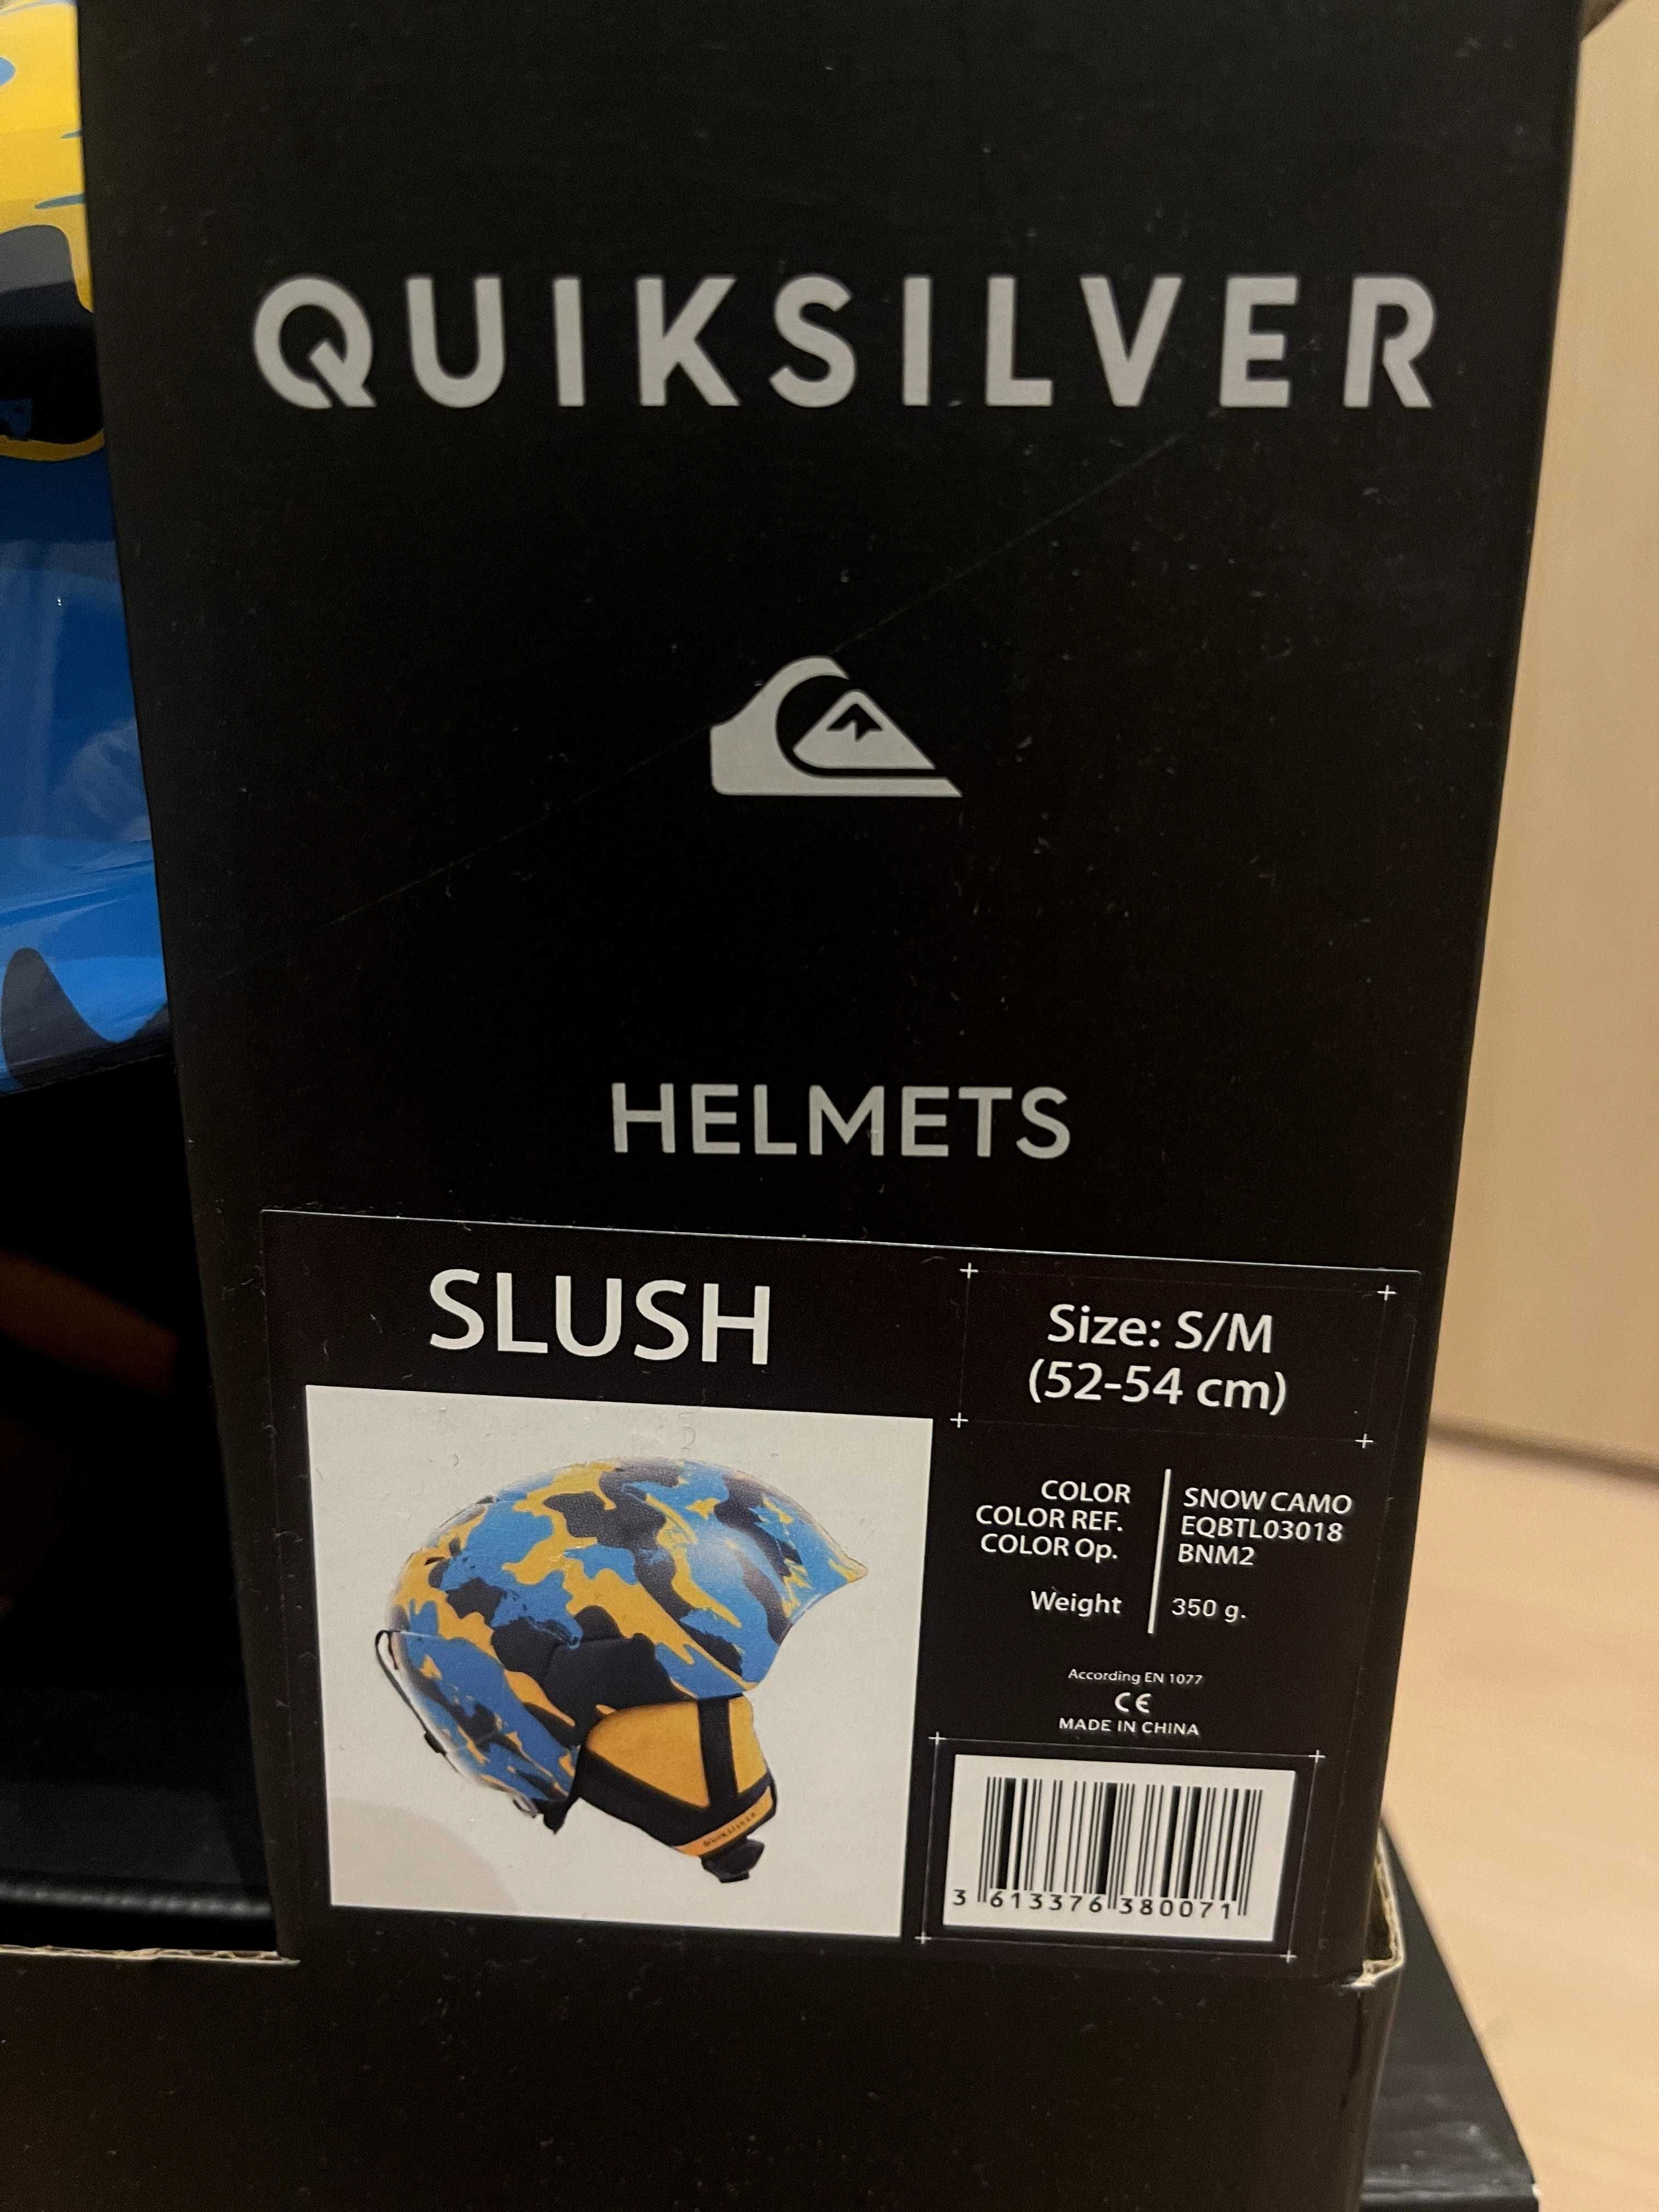 QUIKSILVER
HELMETS
SLUSH
Size: S/M
(52-54 cm)
COLOR SNOW CAMO
COLOR REF. EQBTL03018
COLOR Op. BNM2
Weight 350 g.
According EN 1077
CE
MADE IN CHINA
QUIKSILVER
3 613376 380071